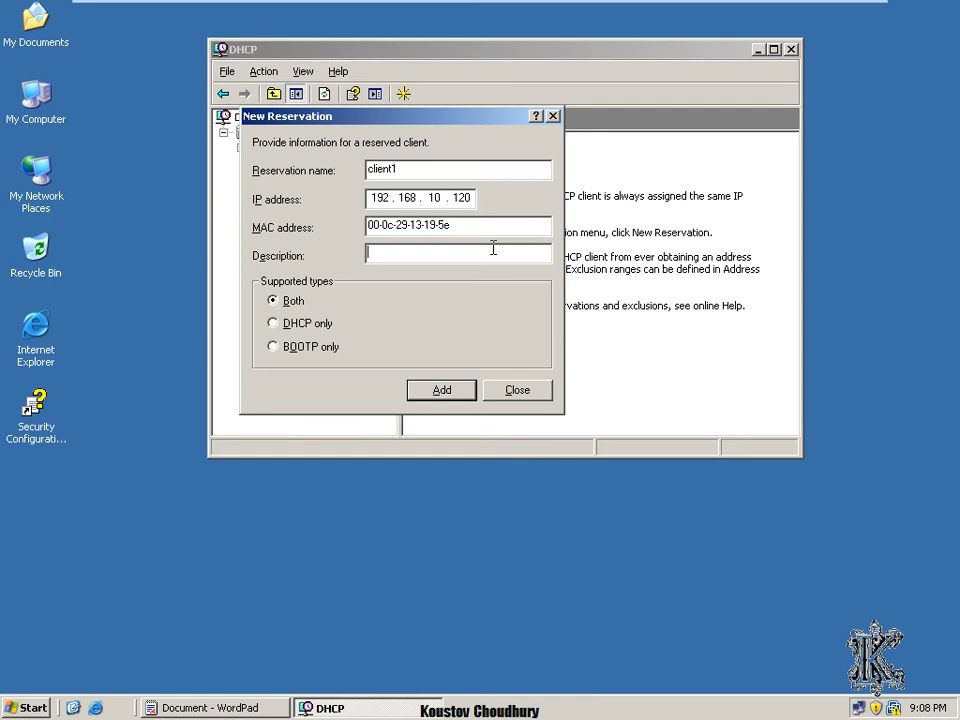 My Documents
My Computer
My Network
Places
Recycle Bin
Internet
Explorer
Security
Configurati...
DHCP
File Action View Help
New Reservation
Provide information for a reserved client.
Reservation name: client1
IP address: 192 . 168 . 10 . 120
MAC address: 00-0c-29-13-19-5e
Description:
Supported types
Both
DHCP only
BOOTP only
Add Close
CP client is always assigned the same IP
ion menu, click New Reservation.
HCP client from ever obtaining an address
Exclusion ranges can be defined in Address
vations and exclusions, see online Help.
K
Start Document - WordPad DHCP 9:08 PM
Koustov Choudhury